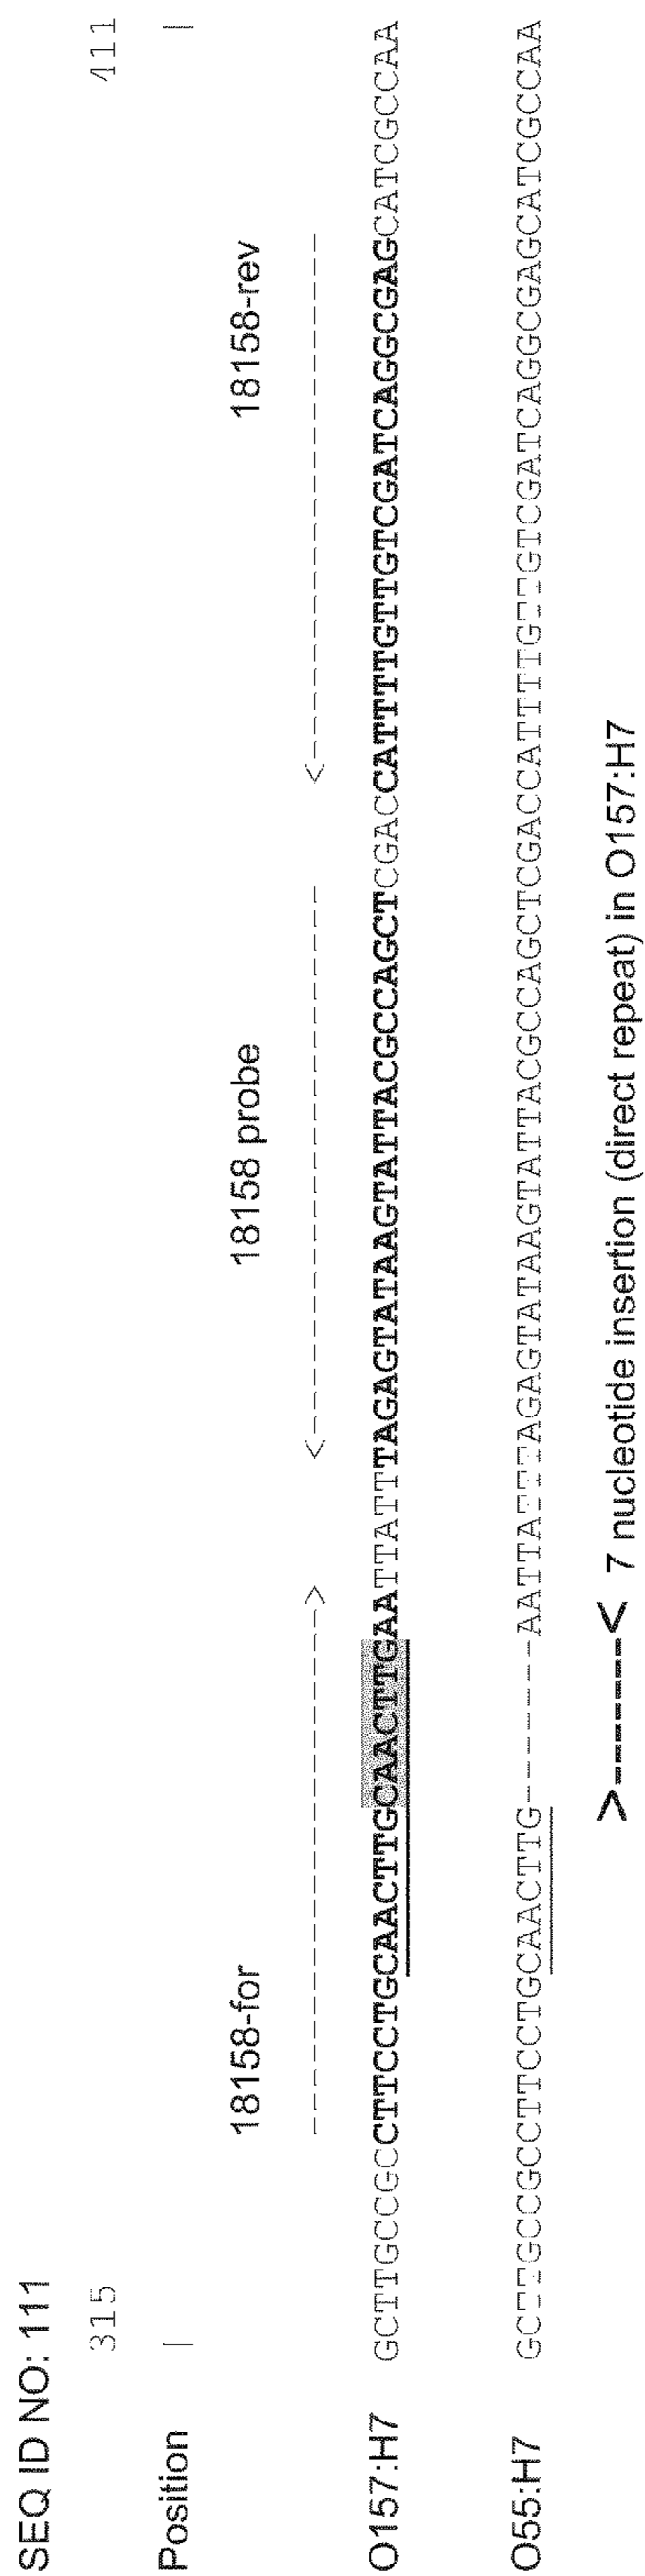 SEQ ID NO: 111
315 411
Position | |
18158-for 18158 probe 18158-rev
-----------------> <----------------------- <----------------------
O157:H7 GCTTGCCGCCTTCCTGCAACTTGCAACTTGAATTATTTAGAGTATAAGTATTACGCCAGCTCGACCATTTTGTTGTCGATCAGGCGAGCATCGCCAA
O55:H7 GCTTGCCGCCTTCCTGCAACTTG-------AATTATTTAGAGTATAAGTATTACGCCAGCTCGACCATTTTGTTGTCGATCAGGCGAGCATCGCCAA
>-------< 7 nucleotide insertion (direct repeat) in O157:H7